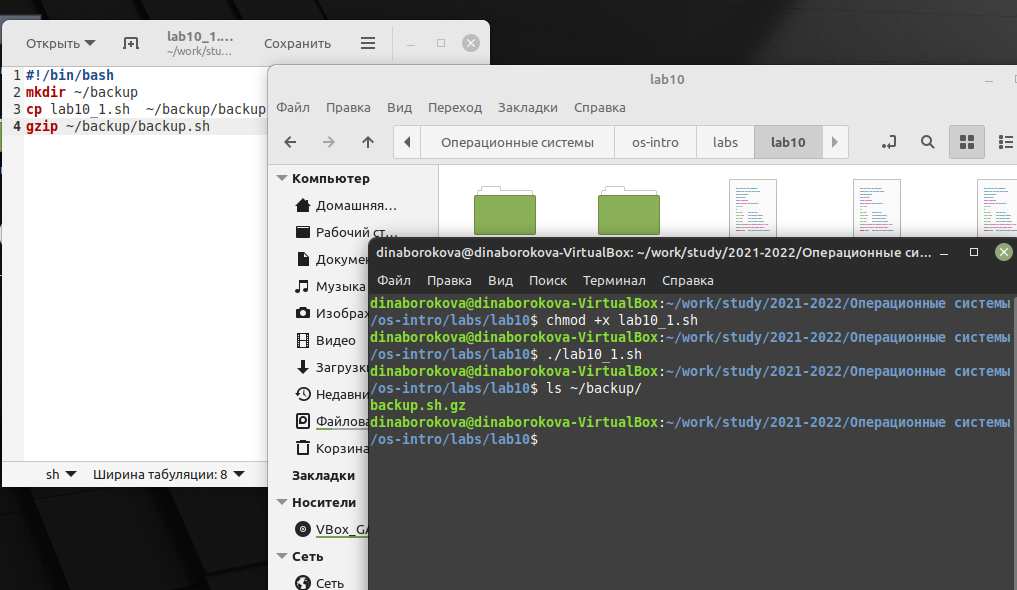 Открыть
lab10_1.…
~/work/stu…
Сохранить
1 #!/bin/bash
2 mkdir ~/backup
3 cp lab10_1.sh  ~/backup/backup
4 gzip ~/backup/backup.sh
sh
Ширина табуляции: 8
lab10
Файл Правка Вид Переход Закладки Справка
Операционные системы os-intro labs lab10
Компьютер
Домашняя…
Рабочий ст…
Докумен
Музыка
Изображ
Видео
Загрузки
Недавни
Файлова
Корзина
Закладки
Носители
VBox_GA
Сеть
Сеть
dinaborokova@dinaborokova-VirtualBox: ~/work/study/2021-2022/Операционные си…
Файл Правка Вид Поиск Терминал Справка
dinaborokova@dinaborokova-VirtualBox:~/work/study/2021-2022/Операционные системы
/os-intro/labs/lab10$ chmod +x lab10_1.sh
dinaborokova@dinaborokova-VirtualBox:~/work/study/2021-2022/Операционные системы
/os-intro/labs/lab10$ ./lab10_1.sh
dinaborokova@dinaborokova-VirtualBox:~/work/study/2021-2022/Операционные системы
/os-intro/labs/lab10$ ls ~/backup/
backup.sh.gz
dinaborokova@dinaborokova-VirtualBox:~/work/study/2021-2022/Операционные системы
/os-intro/labs/lab10$